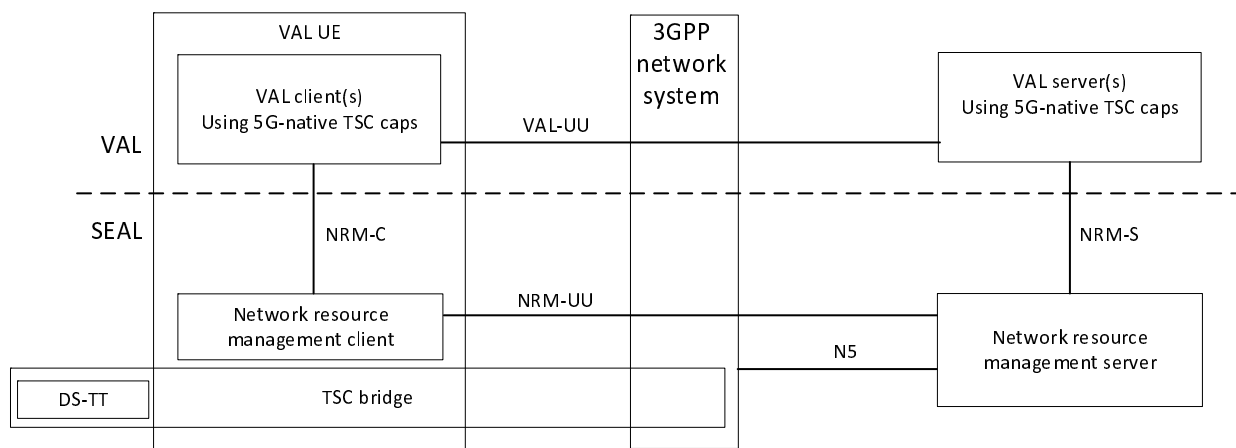 VAL UE
3GPP
network
system
VAL client(s)
Using 5G-native TSC caps
VAL server(s)
Using 5G-native TSC caps
VAL-UU
VAL
SEAL
NRM-C
NRM-S
NRM-UU
Network resource
management client
Network resource
management server
N5
DS-TT
TSC bridge